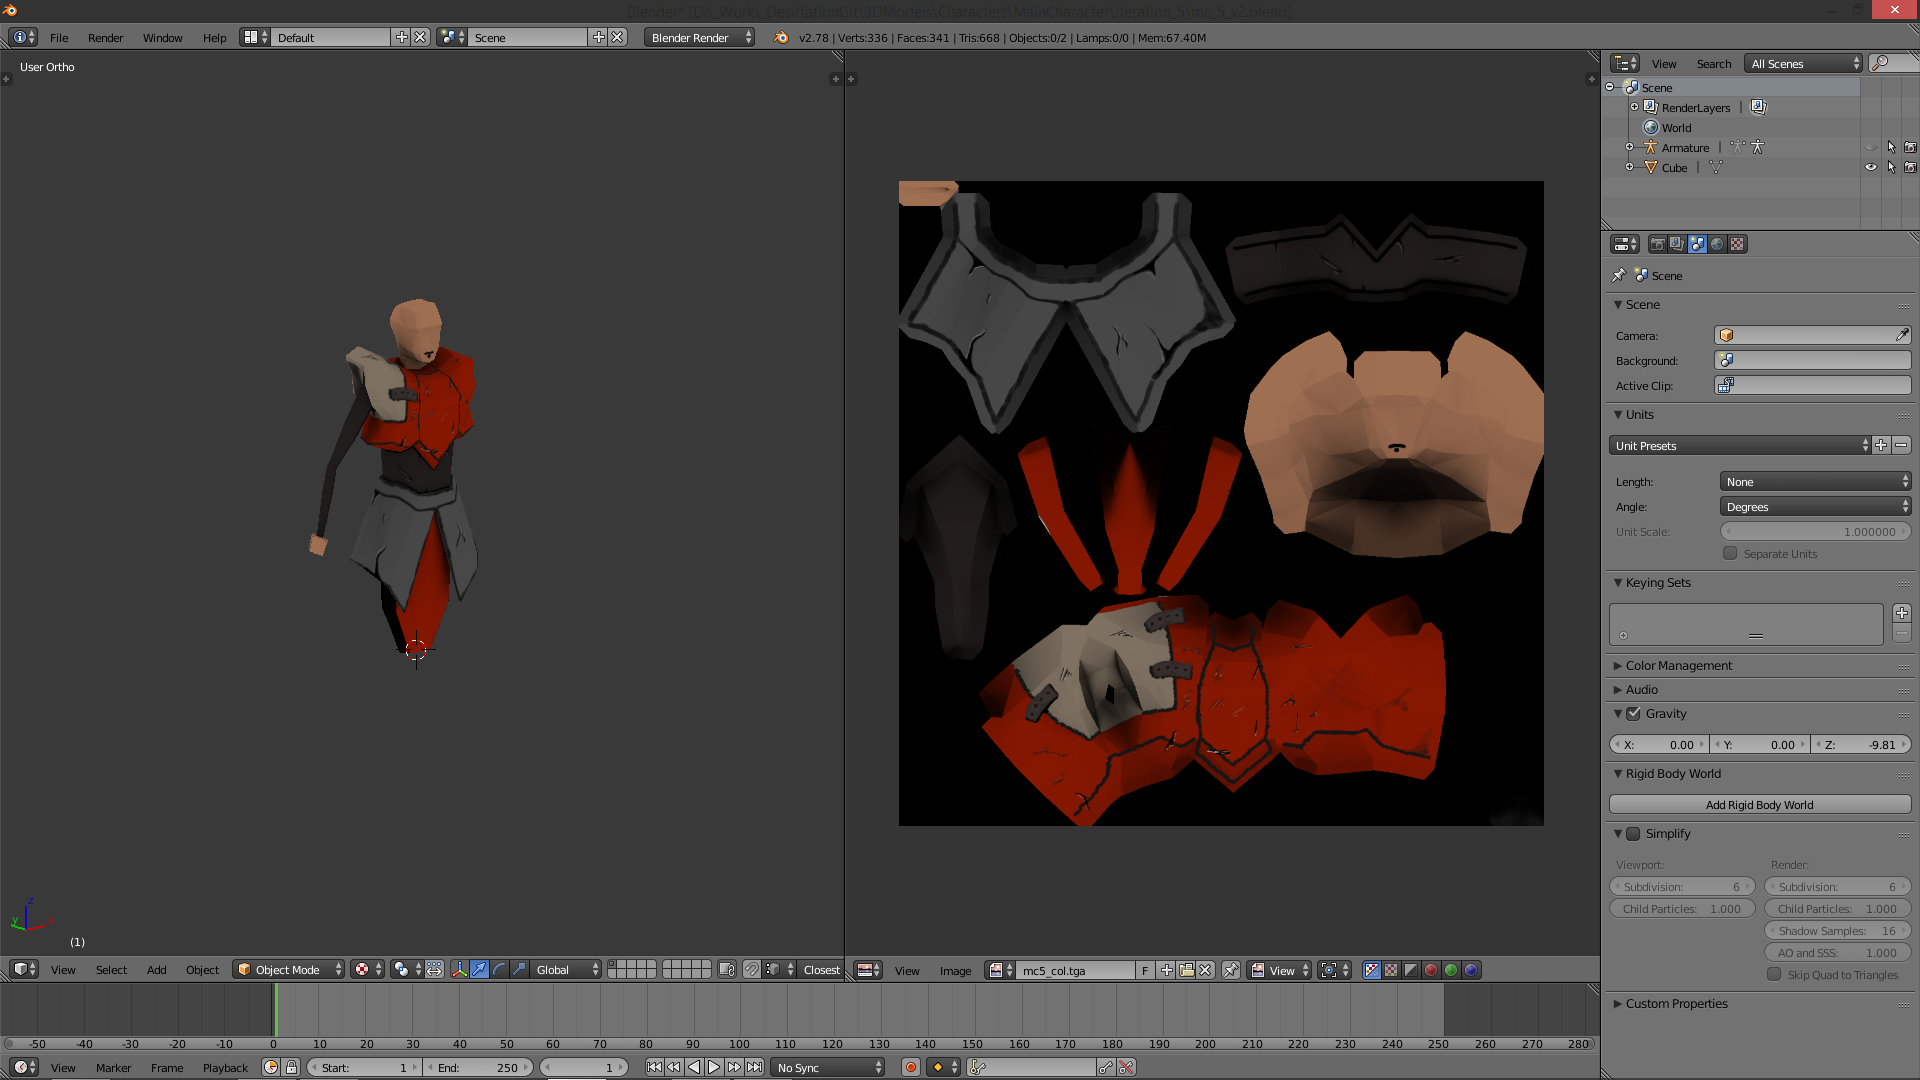 Blender* [D:\_Work\_DesirtationGit\3DModels\Characters\MainCharacter\iteration_5\mc_5_v2.blend]
File Render Window Help Default Scene Blender Render v2.78 | Verts:336 | Faces:341 | Tris:668 | Objects:0/2 | Lamps:0/0 | Mem:67.40M
User Ortho
View Search All Scenes
Scene
RenderLayers
World
Armature
Cube
Scene
Scene
Camera:
Background:
Active Clip:
Units
Unit Presets
Length: None
Angle: Degrees
Unit Scale: 1.000000
Separate Units
Keying Sets
Color Management
Audio
Gravity
X: 0.00 Y: 0.00 Z: -9.81
Rigid Body World
Add Rigid Body World
Simplify
Viewport: Render:
Subdivision: 6 Subdivision: 6
Child Particles: 1.000 Child Particles: 1.000
Shadow Samples: 16
AO and SSS: 1.000
Skip Quad to Triangles
Custom Properties
z
y x
(1)
View Select Add Object Object Mode Global Closest
View Image mc5_col.tga F View
-50 -40 -30 -20 -10 0 10 20 30 40 50 60 70 80 90 100 110 120 130 140 150 160 170 180 190 200 210 220 230 240 250 260 270 280
View Marker Frame Playback Start: 1 End: 250 1 No Sync